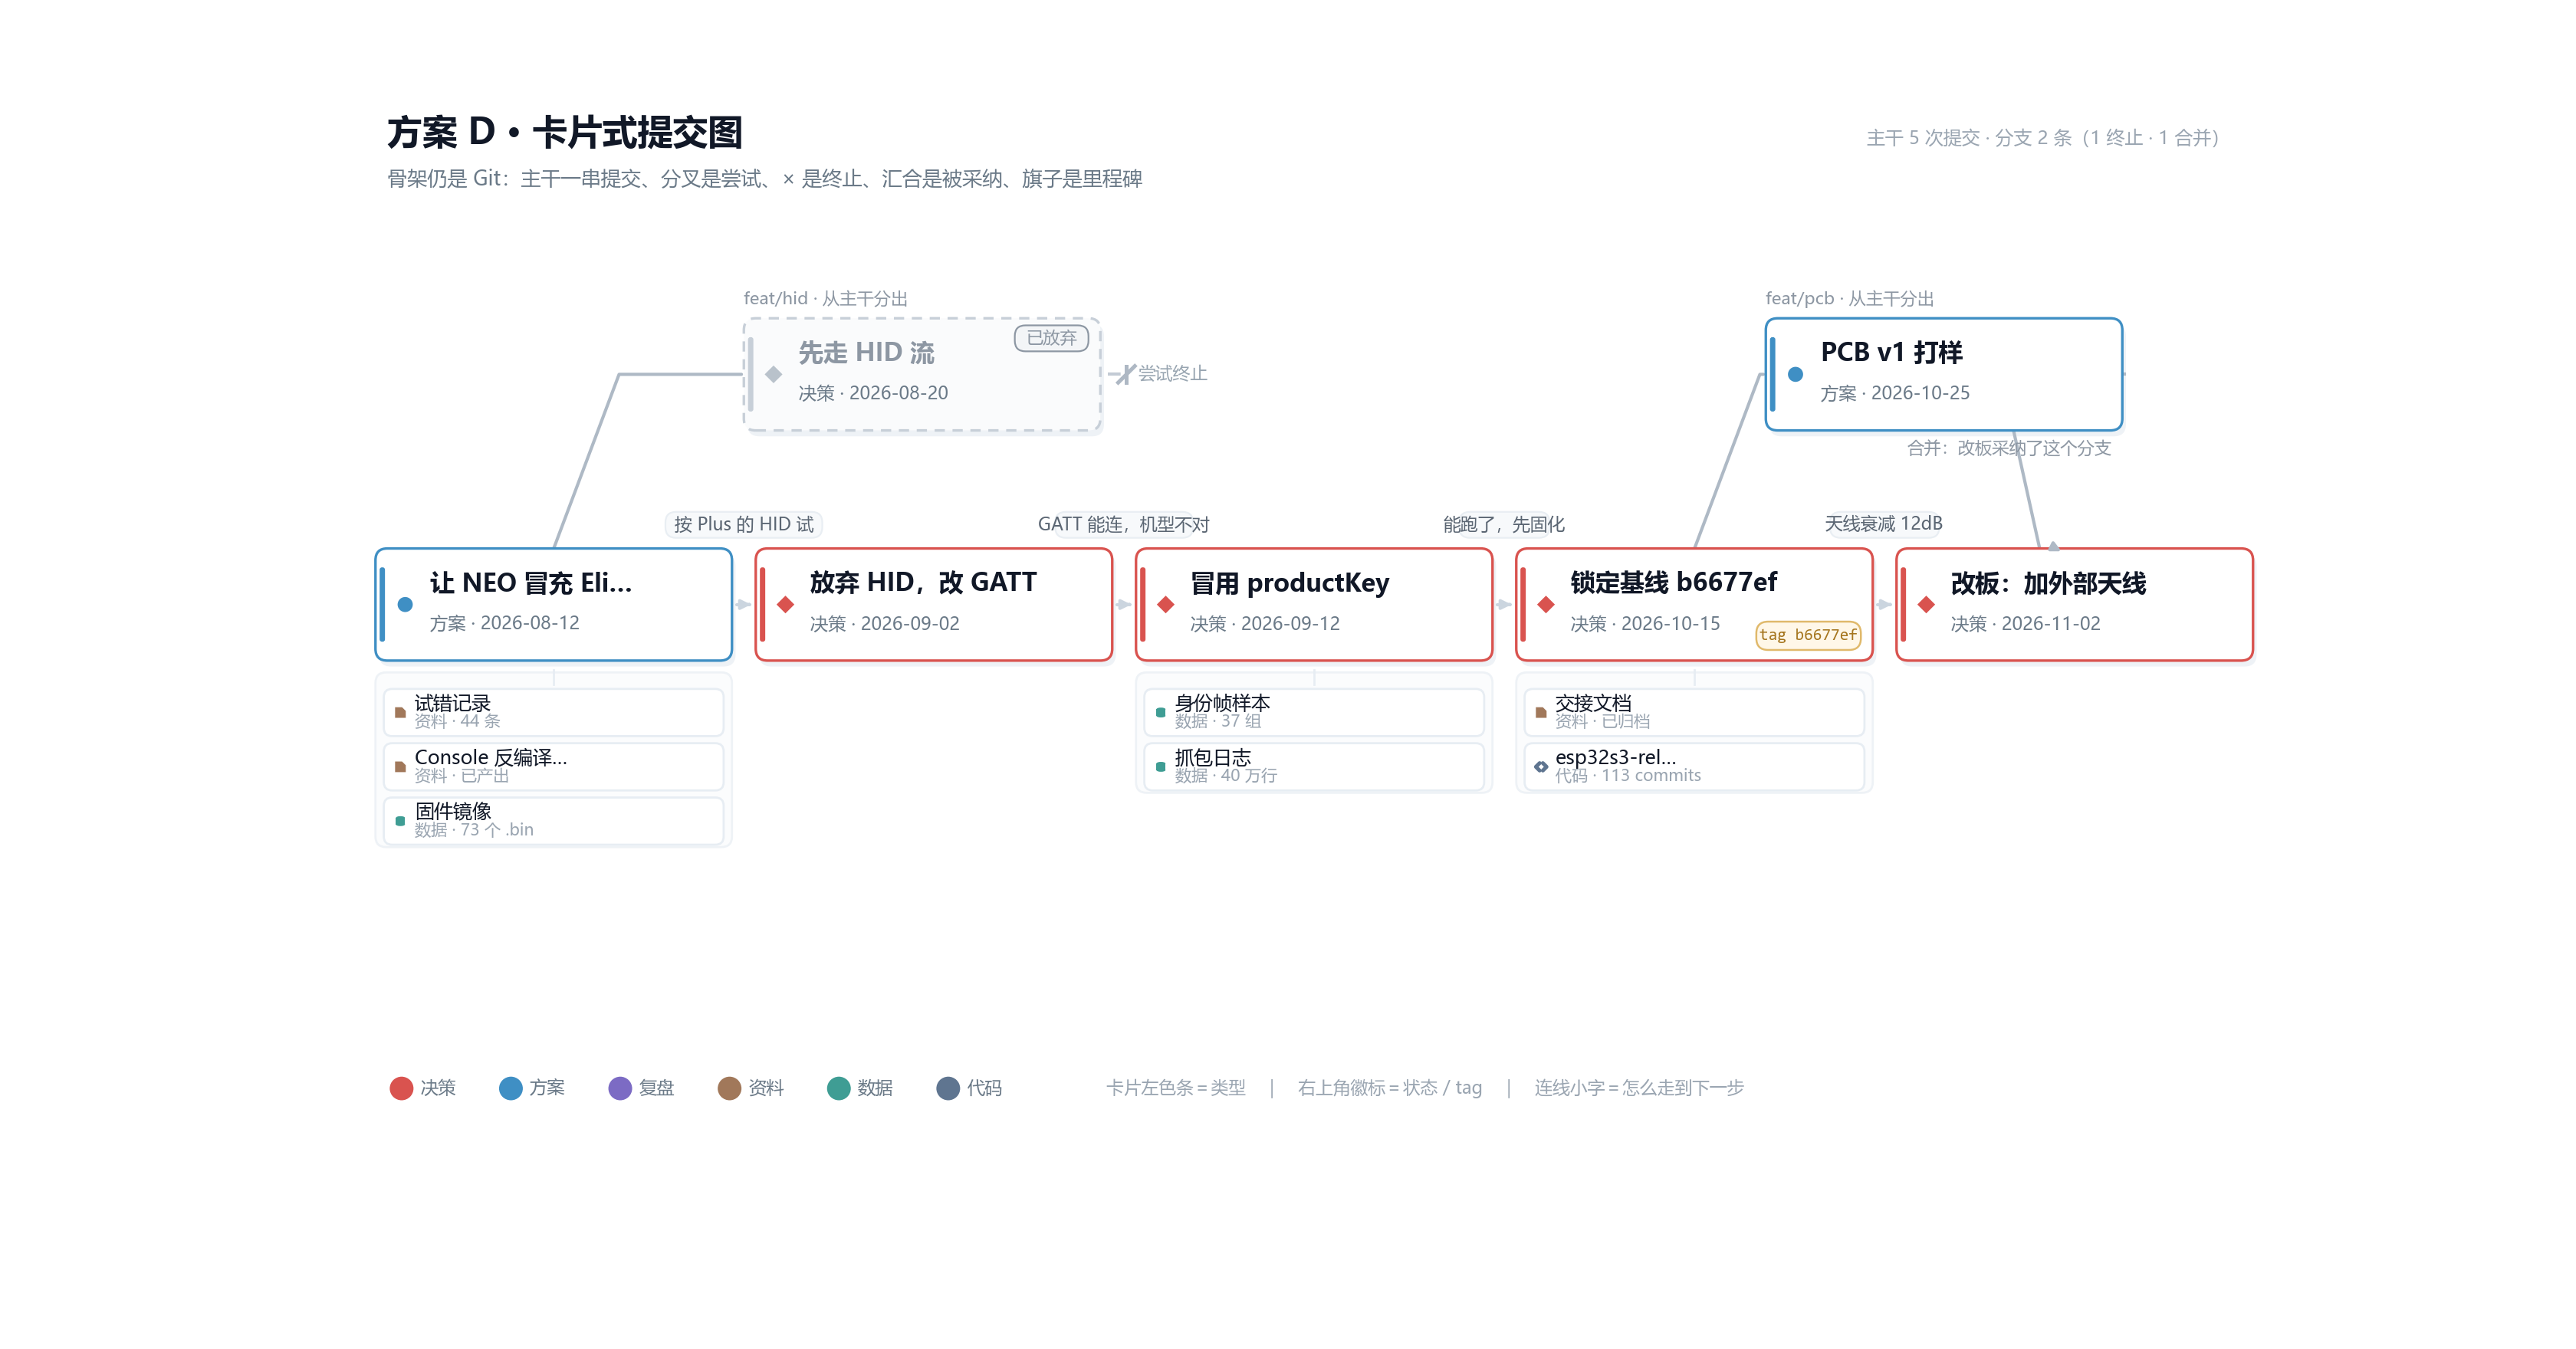 方案 D · 卡片式提交图
主干 5 次提交 · 分支 2 条（1 终止 · 1 合并）
骨架仍是 Git：主干一串提交、分叉是尝试、× 是终止、汇合是被采纳、旗子是里程碑
feat/hid · 从主干分出
已放弃
先走 HID 流
决策 · 2026-08-20
尝试终止
feat/pcb · 从主干分出
PCB v1 打样
方案 · 2026-10-25
合并：改板采纳了这个分支
按 Plus 的 HID 试
GATT 能连，机型不对
能跑了，先固化
天线衰减 12dB
让 NEO 冒充 Eli…
方案 · 2026-08-12
放弃 HID，改 GATT
决策 · 2026-09-02
冒用 productKey
决策 · 2026-09-12
锁定基线 b6677ef
决策 · 2026-10-15
tag b6677ef
改板：加外部天线
决策 · 2026-11-02
试错记录
资料 · 44 条
Console 反编译…
资料 · 已产出
固件镜像
数据 · 73 个 .bin
身份帧样本
数据 · 37 组
抓包日志
数据 · 40 万行
交接文档
资料 · 已归档
esp32s3-rel…
代码 · 113 commits
决策
方案
复盘
资料
数据
代码
卡片左色条 = 类型 ｜ 右上角徽标 = 状态 / tag ｜ 连线小字 = 怎么走到下一步